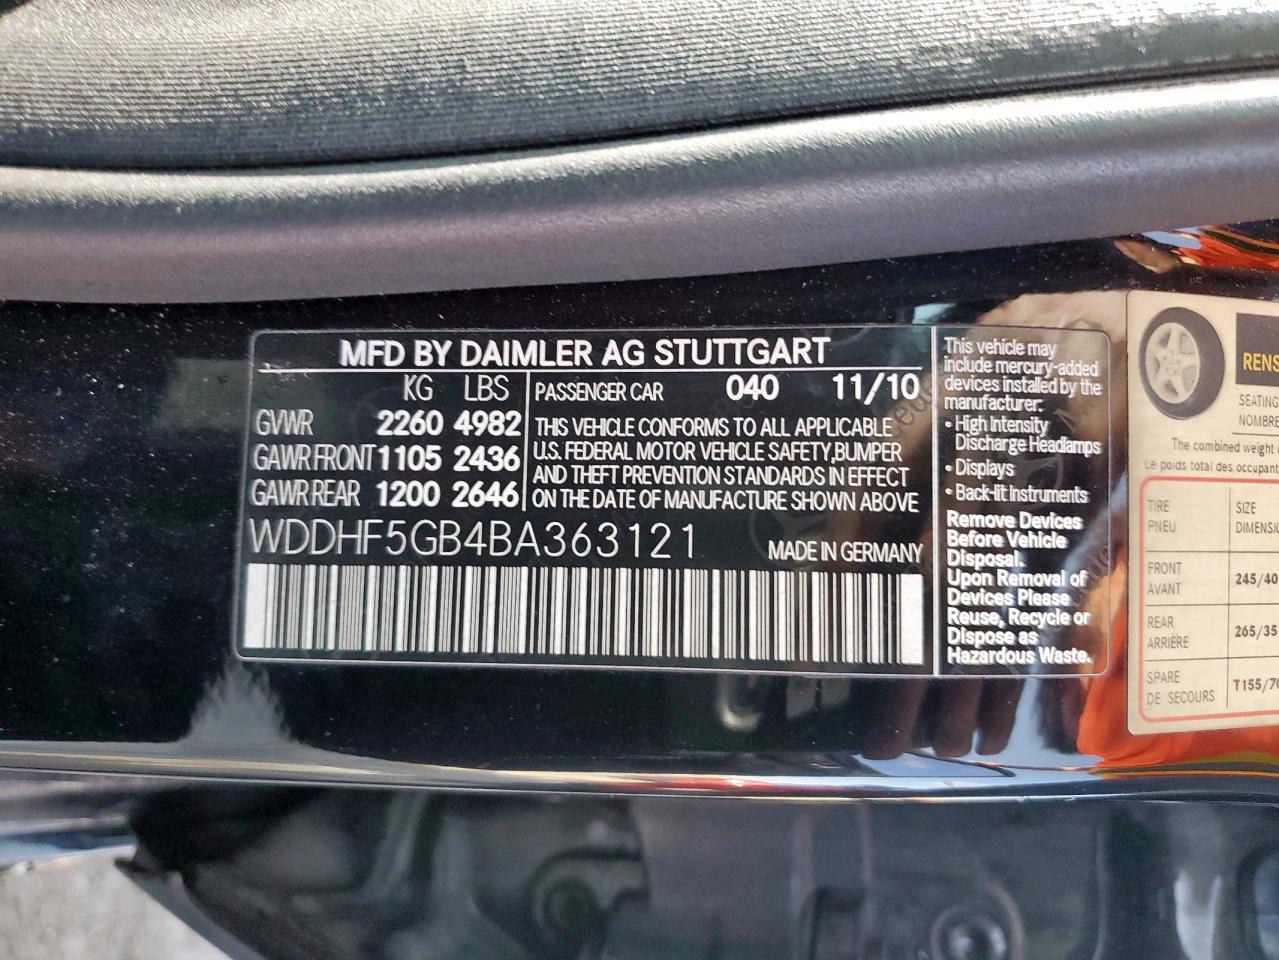 MFD BY DAIMLER AG STUTTGART
KG LBS
GVWR 2260 4982
GAWR FRONT 1105 2436
GAWR REAR 1200 2646
PASSENGER CAR 040 11/10
THIS VEHICLE CONFORMS TO ALL APPLICABLE
U.S. FEDERAL MOTOR VEHICLE SAFETY,BUMPER
AND THEFT PREVENTION STANDARDS IN EFFECT
ON THE DATE OF MANUFACTURE SHOWN ABOVE
WDDHF5GB4BA363121
MADE IN GERMANY
This vehicle may
include mercury-added
devices installed by the
manufacturer:
• High Intensity
Discharge Headlamps
• Displays
• Back-lit Instruments
Remove Devices
Before Vehicle
Disposal.
Upon Removal of
Devices Please
Reuse, Recycle or
Dispose as
Hazardous Waste.
RENS
SEATING
NOMBRE
The combined weight
Le poids total des occupant
TIRE SIZE
PNEU DIMENSI
FRONT
AVANT 245/40
REAR
ARRIÈRE 265/35
SPARE
DE SECOURS T155/70